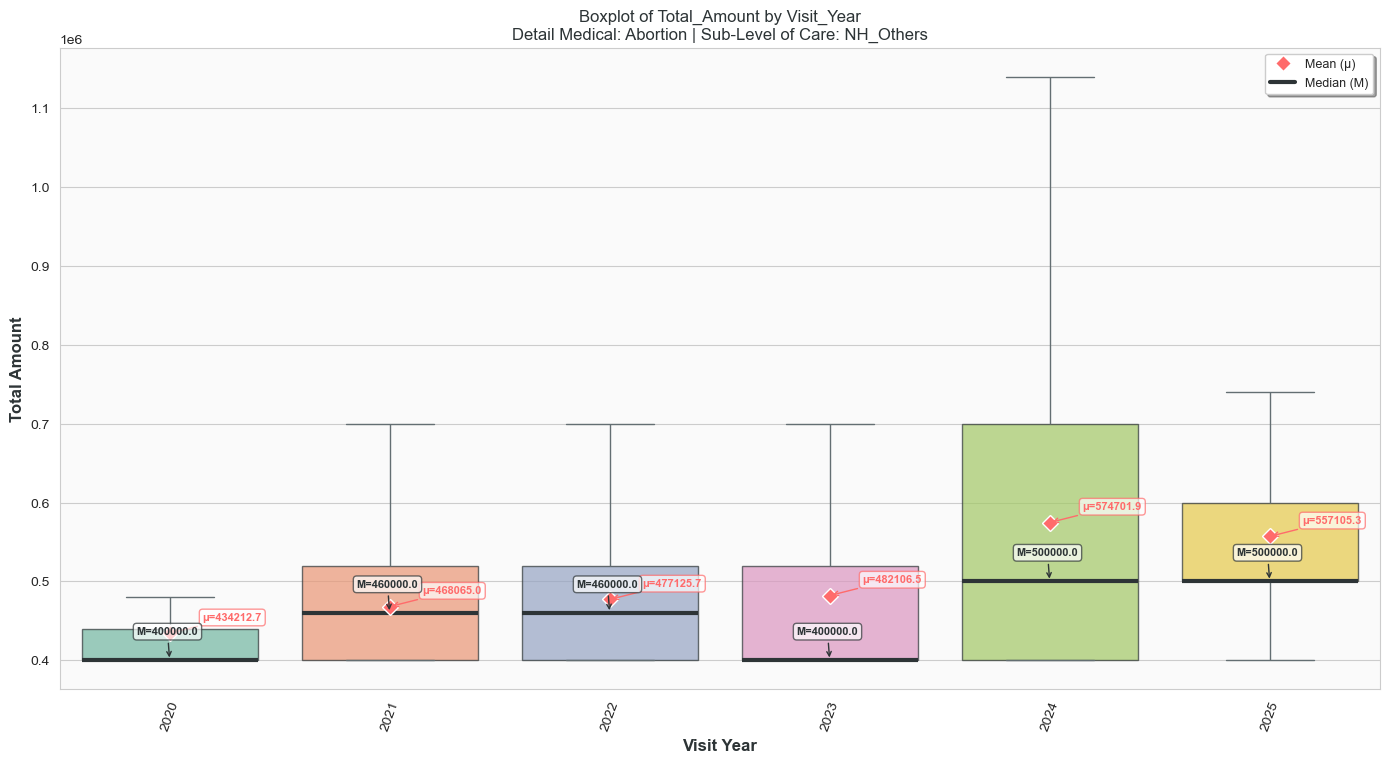 Boxplot of Total_Amount by Visit_Year
Detail Medical: Abortion | Sub-Level of Care: NH_Others
1e6
Mean (μ)
Median (M)
1.1
1.0
0.9
0.8
0.7
0.6
0.5
0.4
Total Amount
M=400000.0
μ=434212.7
M=460000.0
μ=468065.0
M=460000.0
μ=477125.7
M=400000.0
μ=482106.5
M=500000.0
μ=574701.9
M=500000.0
μ=557105.3
2020
2021
2022
2023
2024
2025
Visit Year